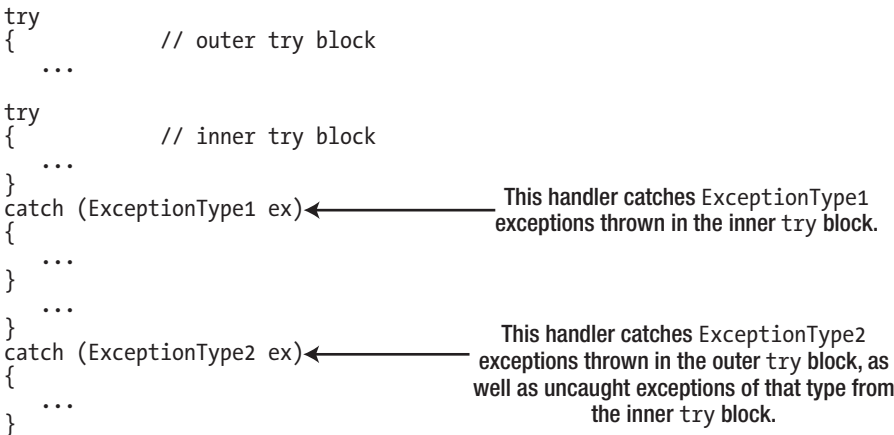 try
{             // outer try block
   ...
try
{             // inner try block
   ...
}
catch (ExceptionType1 ex)
This handler catches ExceptionType1
exceptions thrown in the inner try block.
{
   ...
}
   ...
}
catch (ExceptionType2 ex)
This handler catches ExceptionType2
exceptions thrown in the outer try block, as
well as uncaught exceptions of that type from
the inner try block.
{
   ...
}